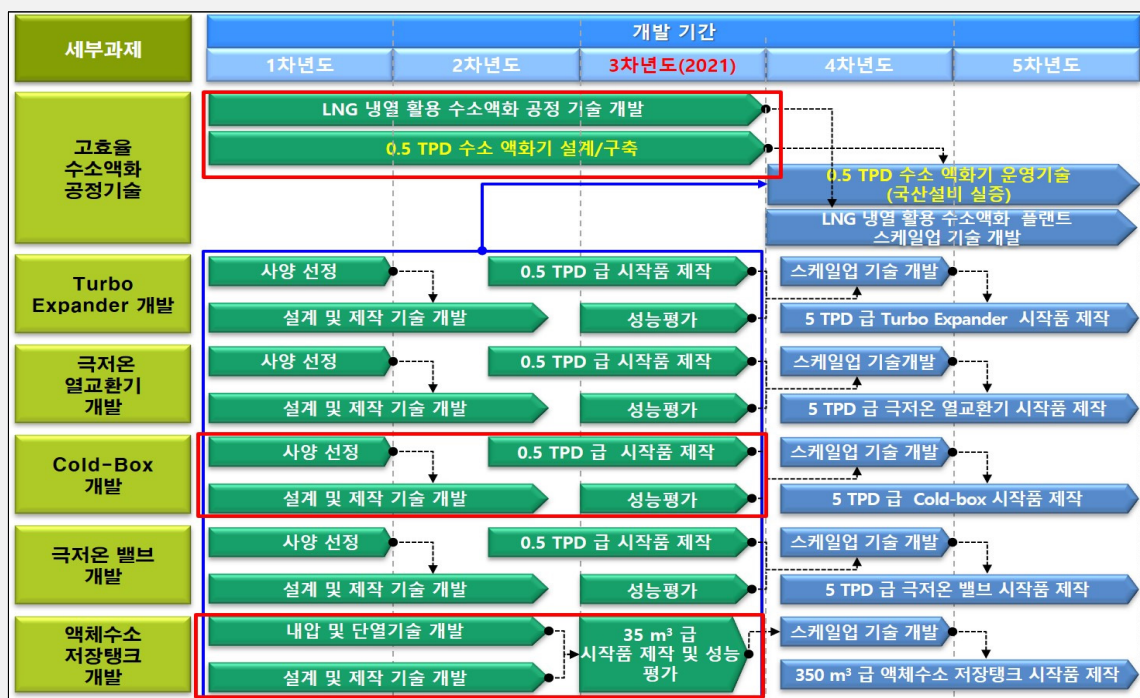 세부과제
개발 기간
1차년도
2차년도
3차년도(2021)
4차년도
5차년도
고효율
수소액화
공정기술
LNG 냉열 활용 수소액화 공정 기술 개발
0.5 TPD 수소 액화기 설계/구축
0.5 TPD 수소 액화기 운영기술
(국산설비 실증)
LNG 냉열 활용 수소액화 플랜트
스케일업 기술 개발
Turbo
Expander 개발
사양 선정
0.5 TPD 급 시작품 제작
스케일업 기술 개발
설계 및 제작 기술 개발
성능평가
5 TPD 급 Turbo Expander 시작품 제작
극저온
열교환기
개발
사양 선정
0.5 TPD 급 시작품 제작
스케일업 기술개발
설계 및 제작 기술 개발
성능평가
5 TPD 급 극저온 열교환기 시작품 제작
Cold-Box
개발
사양 선정
0.5 TPD 급 시작품 제작
스케일업 기술 개발
설계 및 제작 기술 개발
성능평가
5 TPD 급 Cold-box 시작품 제작
극저온 밸브
개발
사양 선정
0.5 TPD 급 시작품 제작
스케일업 기술 개발
설계 및 제작 기술 개발
성능평가
5 TPD 급 극저온 밸브 시작품 제작
액체수소
저장탱크
개발
내압 및 단열기술 개발
35 m³ 급
시작품 제작 및 성능
평가
스케일업 기술 개발
설계 및 제작 기술 개발
350 m³ 급 액체수소 저장탱크 시작품 제작